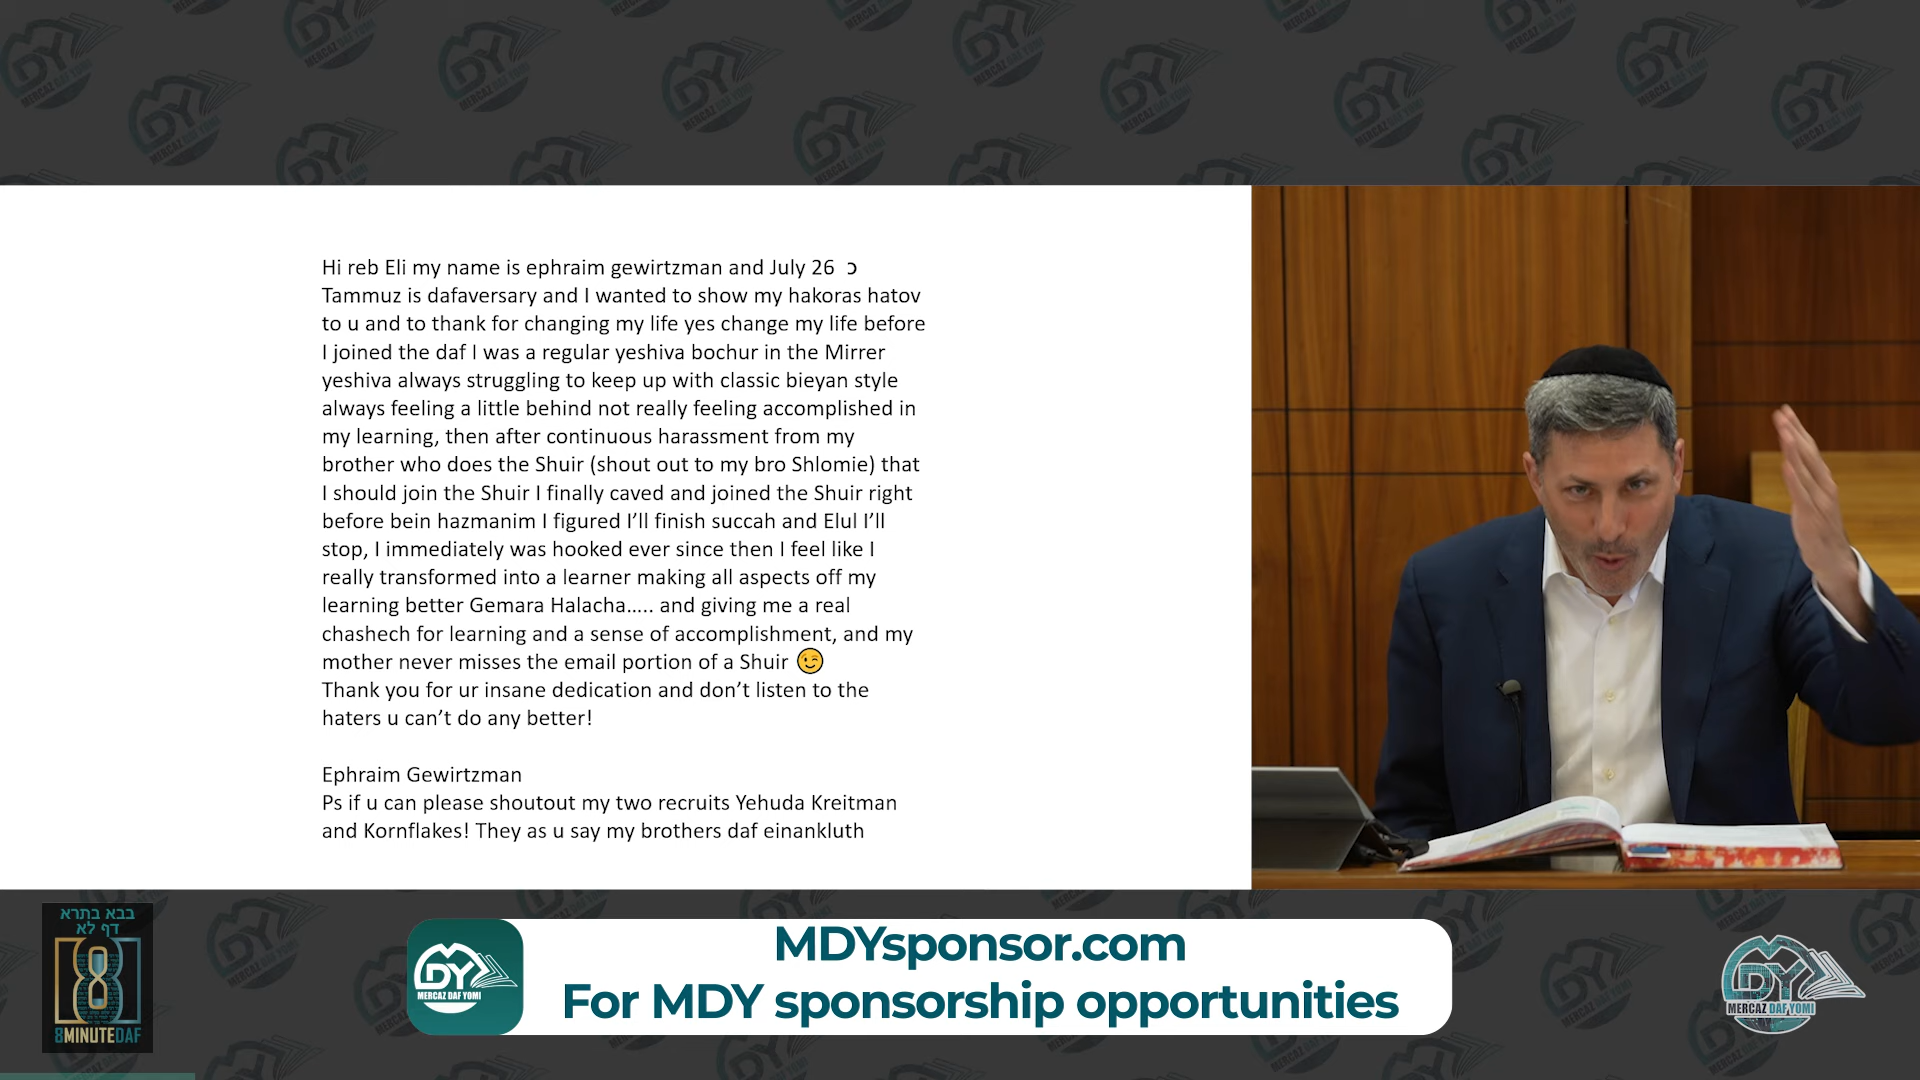 Hi reb Eli my name is ephraim gewirtzman and July 26 כ
Tammuz is dafaversary and I wanted to show my hakoras hatov
to u and to thank for changing my life yes change my life before
I joined the daf I was a regular yeshiva bochur in the Mirrer
yeshiva always struggling to keep up with classic bieyan style
always feeling a little behind not really feeling accomplished in
my learning, then after continuous harassment from my
brother who does the Shuir (shout out to my bro Shlomie) that
I should join the Shuir I finally caved and joined the Shuir right
before bein hazmanim I figured I’ll finish succah and Elul I’ll
stop, I immediately was hooked ever since then I feel like I
really transformed into a learner making all aspects off my
learning better Gemara Halacha..... and giving me a real
chashech for learning and a sense of accomplishment, and my
mother never misses the email portion of a Shuir 😉
Thank you for ur insane dedication and don’t listen to the
haters u can’t do any better!
Ephraim Gewirtzman
Ps if u can please shoutout my two recruits Yehuda Kreitman
and Kornflakes! They as u say my brothers daf einankluth
בבא בתרא
דף לא
8
8MINUTEDAF
DY
MERCAZ DAF YOMI
MDYsponsor.com
For MDY sponsorship opportunities
DY
MERCAZ DAF YOMI